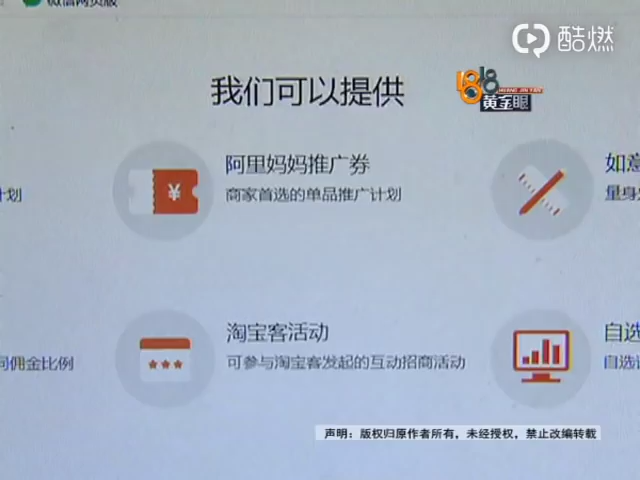 微信网页版
酷燃
我们可以提供
1818
黄金眼
阿里妈妈推广券
商家首选的单品推广计划
计划
¥
如意
量身
淘宝客活动
可参与淘宝客发起的互动招商活动
同佣金比例
自选
自选
声明：版权归原作者所有，未经授权，禁止改编转载